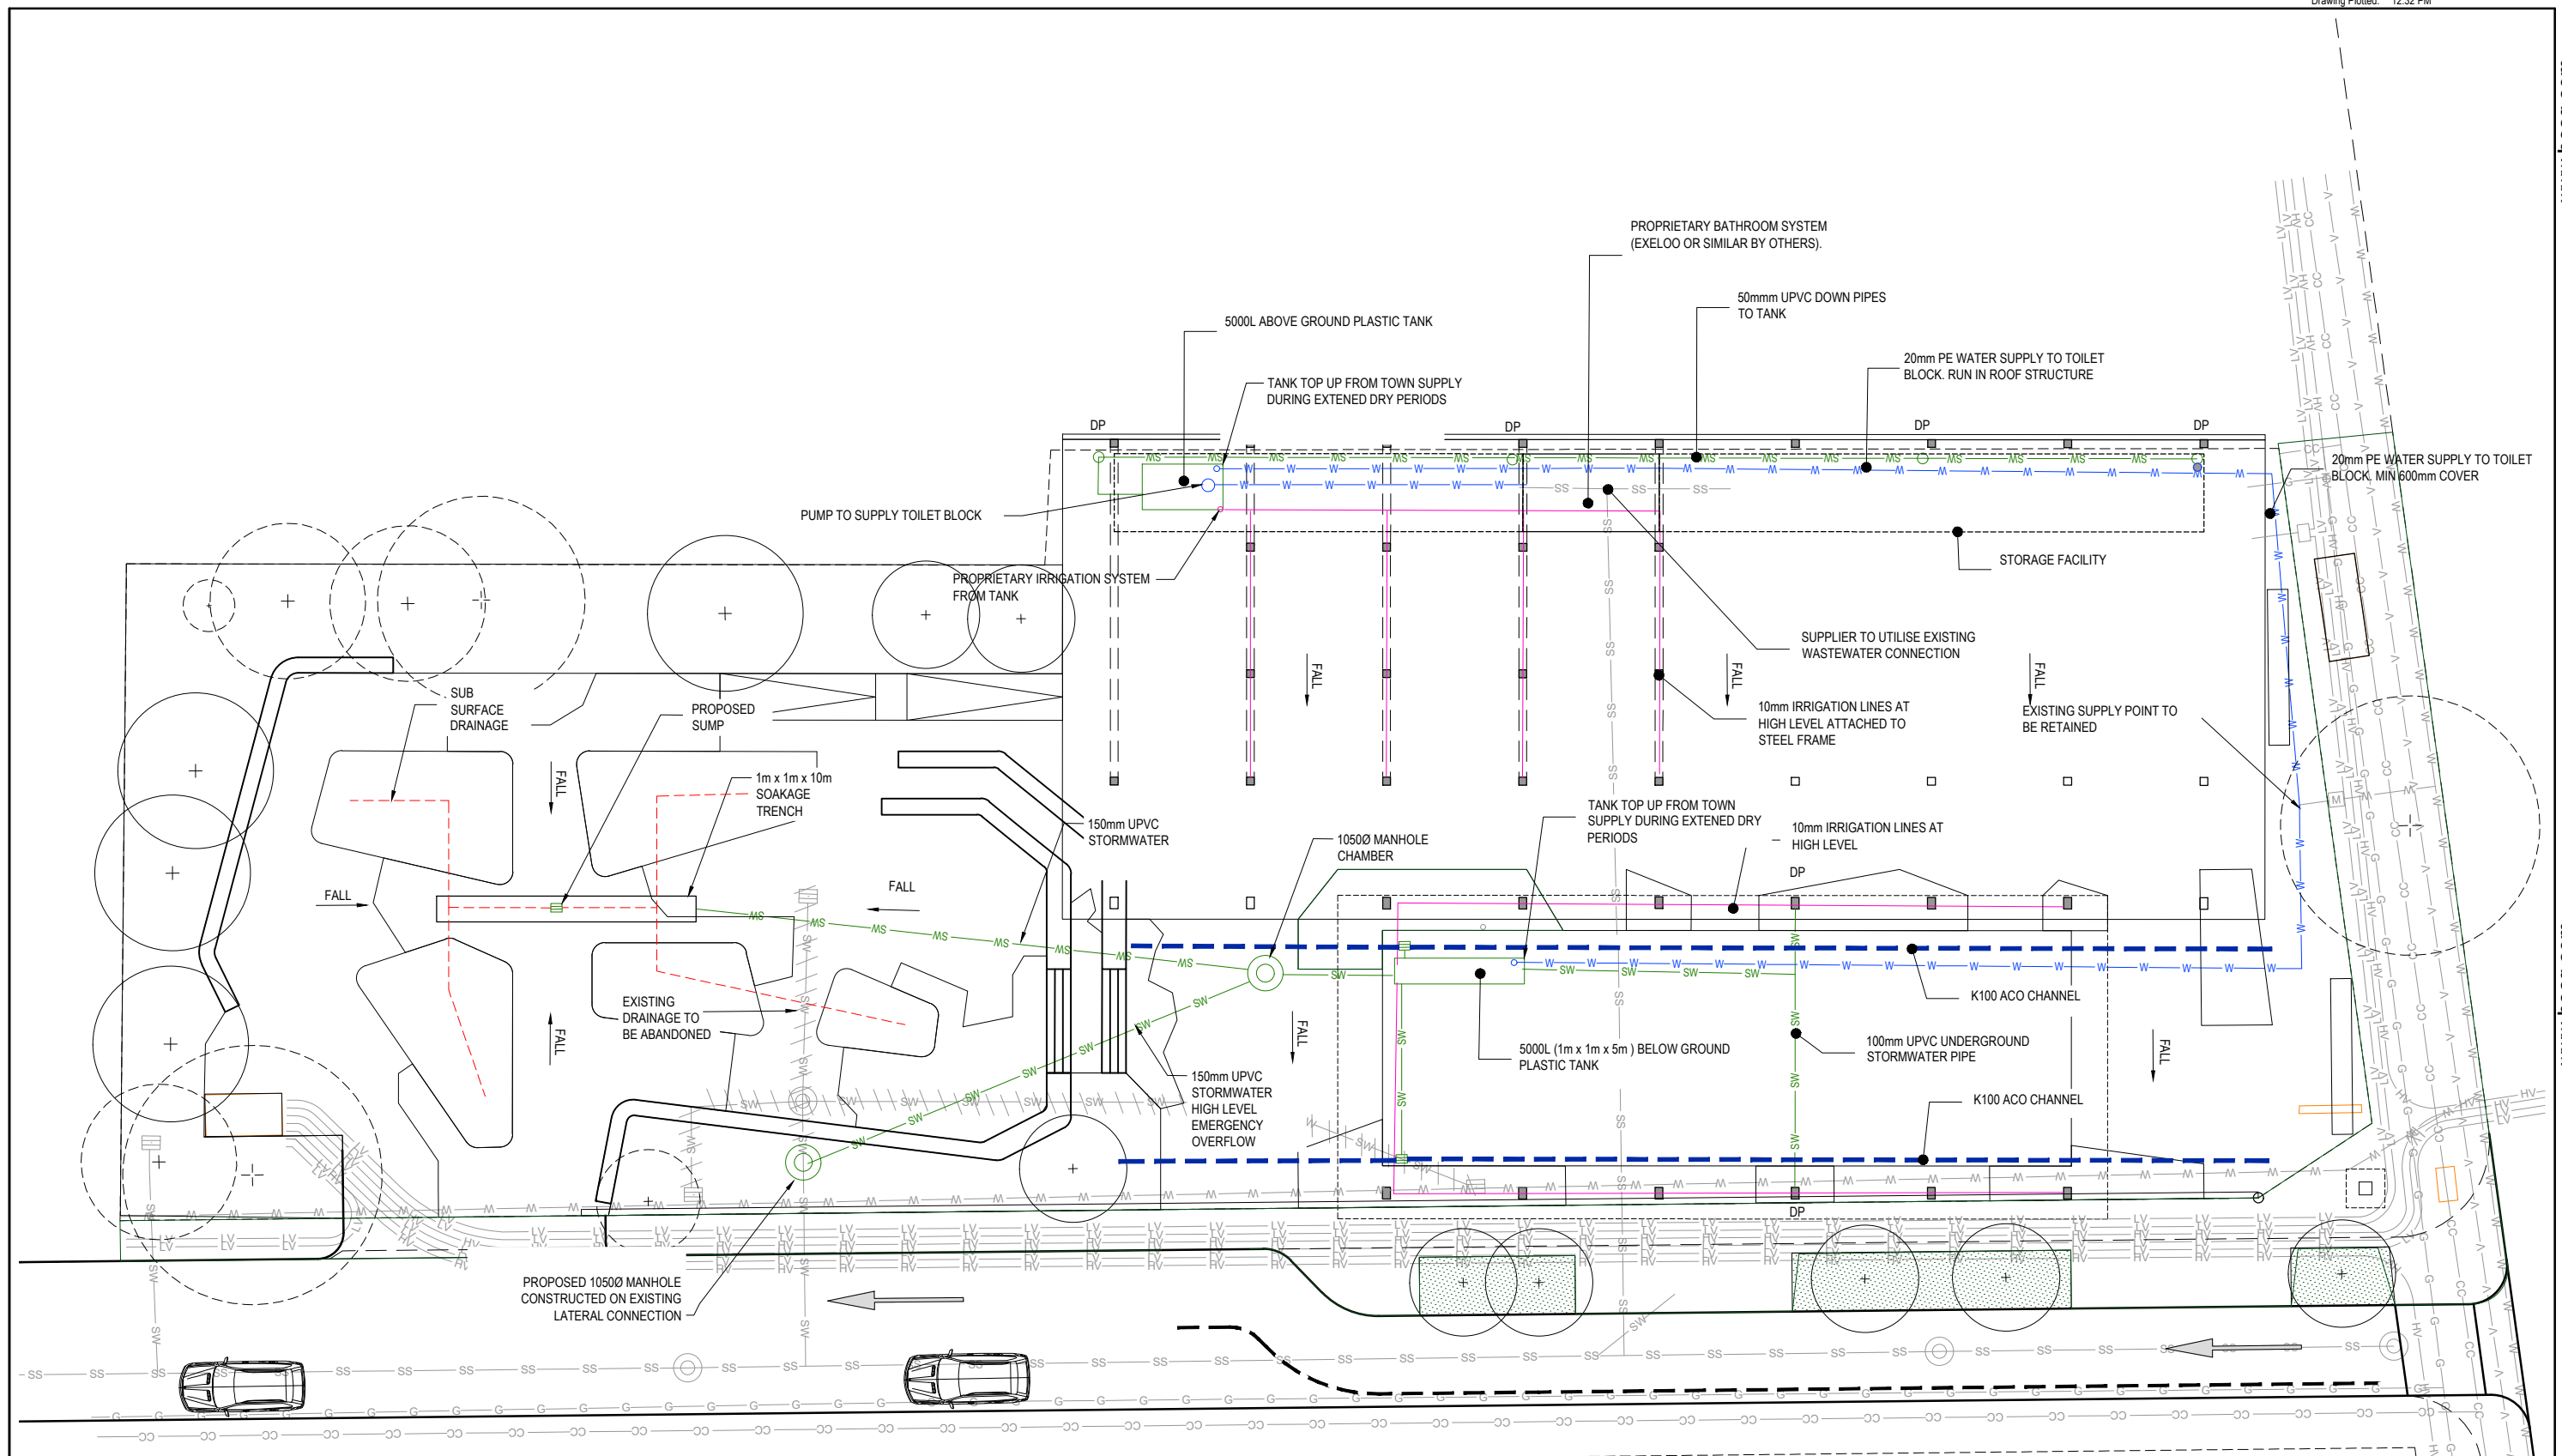 Drawing Plotted: 12:32 PM
PROPRIETARY BATHROOM SYSTEM
(EXELOO OR SIMILAR BY OTHERS).
50mmm UPVC DOWN PIPES
TO TANK
5000L ABOVE GROUND PLASTIC TANK
20mm PE WATER SUPPLY TO TOILET
BLOCK. RUN IN ROOF STRUCTURE
TANK TOP UP FROM TOWN SUPPLY
DURING EXTENED DRY PERIODS
DP
DP
DP
DP
20mm PE WATER SUPPLY TO TOILET
BLOCK. MIN 600mm COVER
PUMP TO SUPPLY TOILET BLOCK
STORAGE FACILITY
PROPRIETARY IRRIGATION SYSTEM
FROM TANK
SUPPLIER TO UTILISE EXISTING
WASTEWATER CONNECTION
FALL
FALL
FALL
SUB
SURFACE
DRAINAGE
PROPOSED
SUMP
10mm IRRIGATION LINES AT
HIGH LEVEL ATTACHED TO
STEEL FRAME
EXISTING SUPPLY POINT TO
BE RETAINED
FALL
1m x 1m x 10m
SOAKAGE
TRENCH
150mm UPVC
STORMWATER
1050Ø MANHOLE
CHAMBER
TANK TOP UP FROM TOWN
SUPPLY DURING EXTENED DRY
PERIODS
10mm IRRIGATION LINES AT
HIGH LEVEL
DP
FALL
FALL
EXISTING
DRAINAGE TO
BE ABANDONED
K100 ACO CHANNEL
FALL
FALL
FALL
5000L (1m x 1m x 5m ) BELOW GROUND
PLASTIC TANK
100mm UPVC UNDERGROUND
STORMWATER PIPE
150mm UPVC
STORMWATER
HIGH LEVEL
EMERGENCY
OVERFLOW
K100 ACO CHANNEL
DP
PROPOSED 1050Ø MANHOLE
CONSTRUCTED ON EXISTING
LATERAL CONNECTION